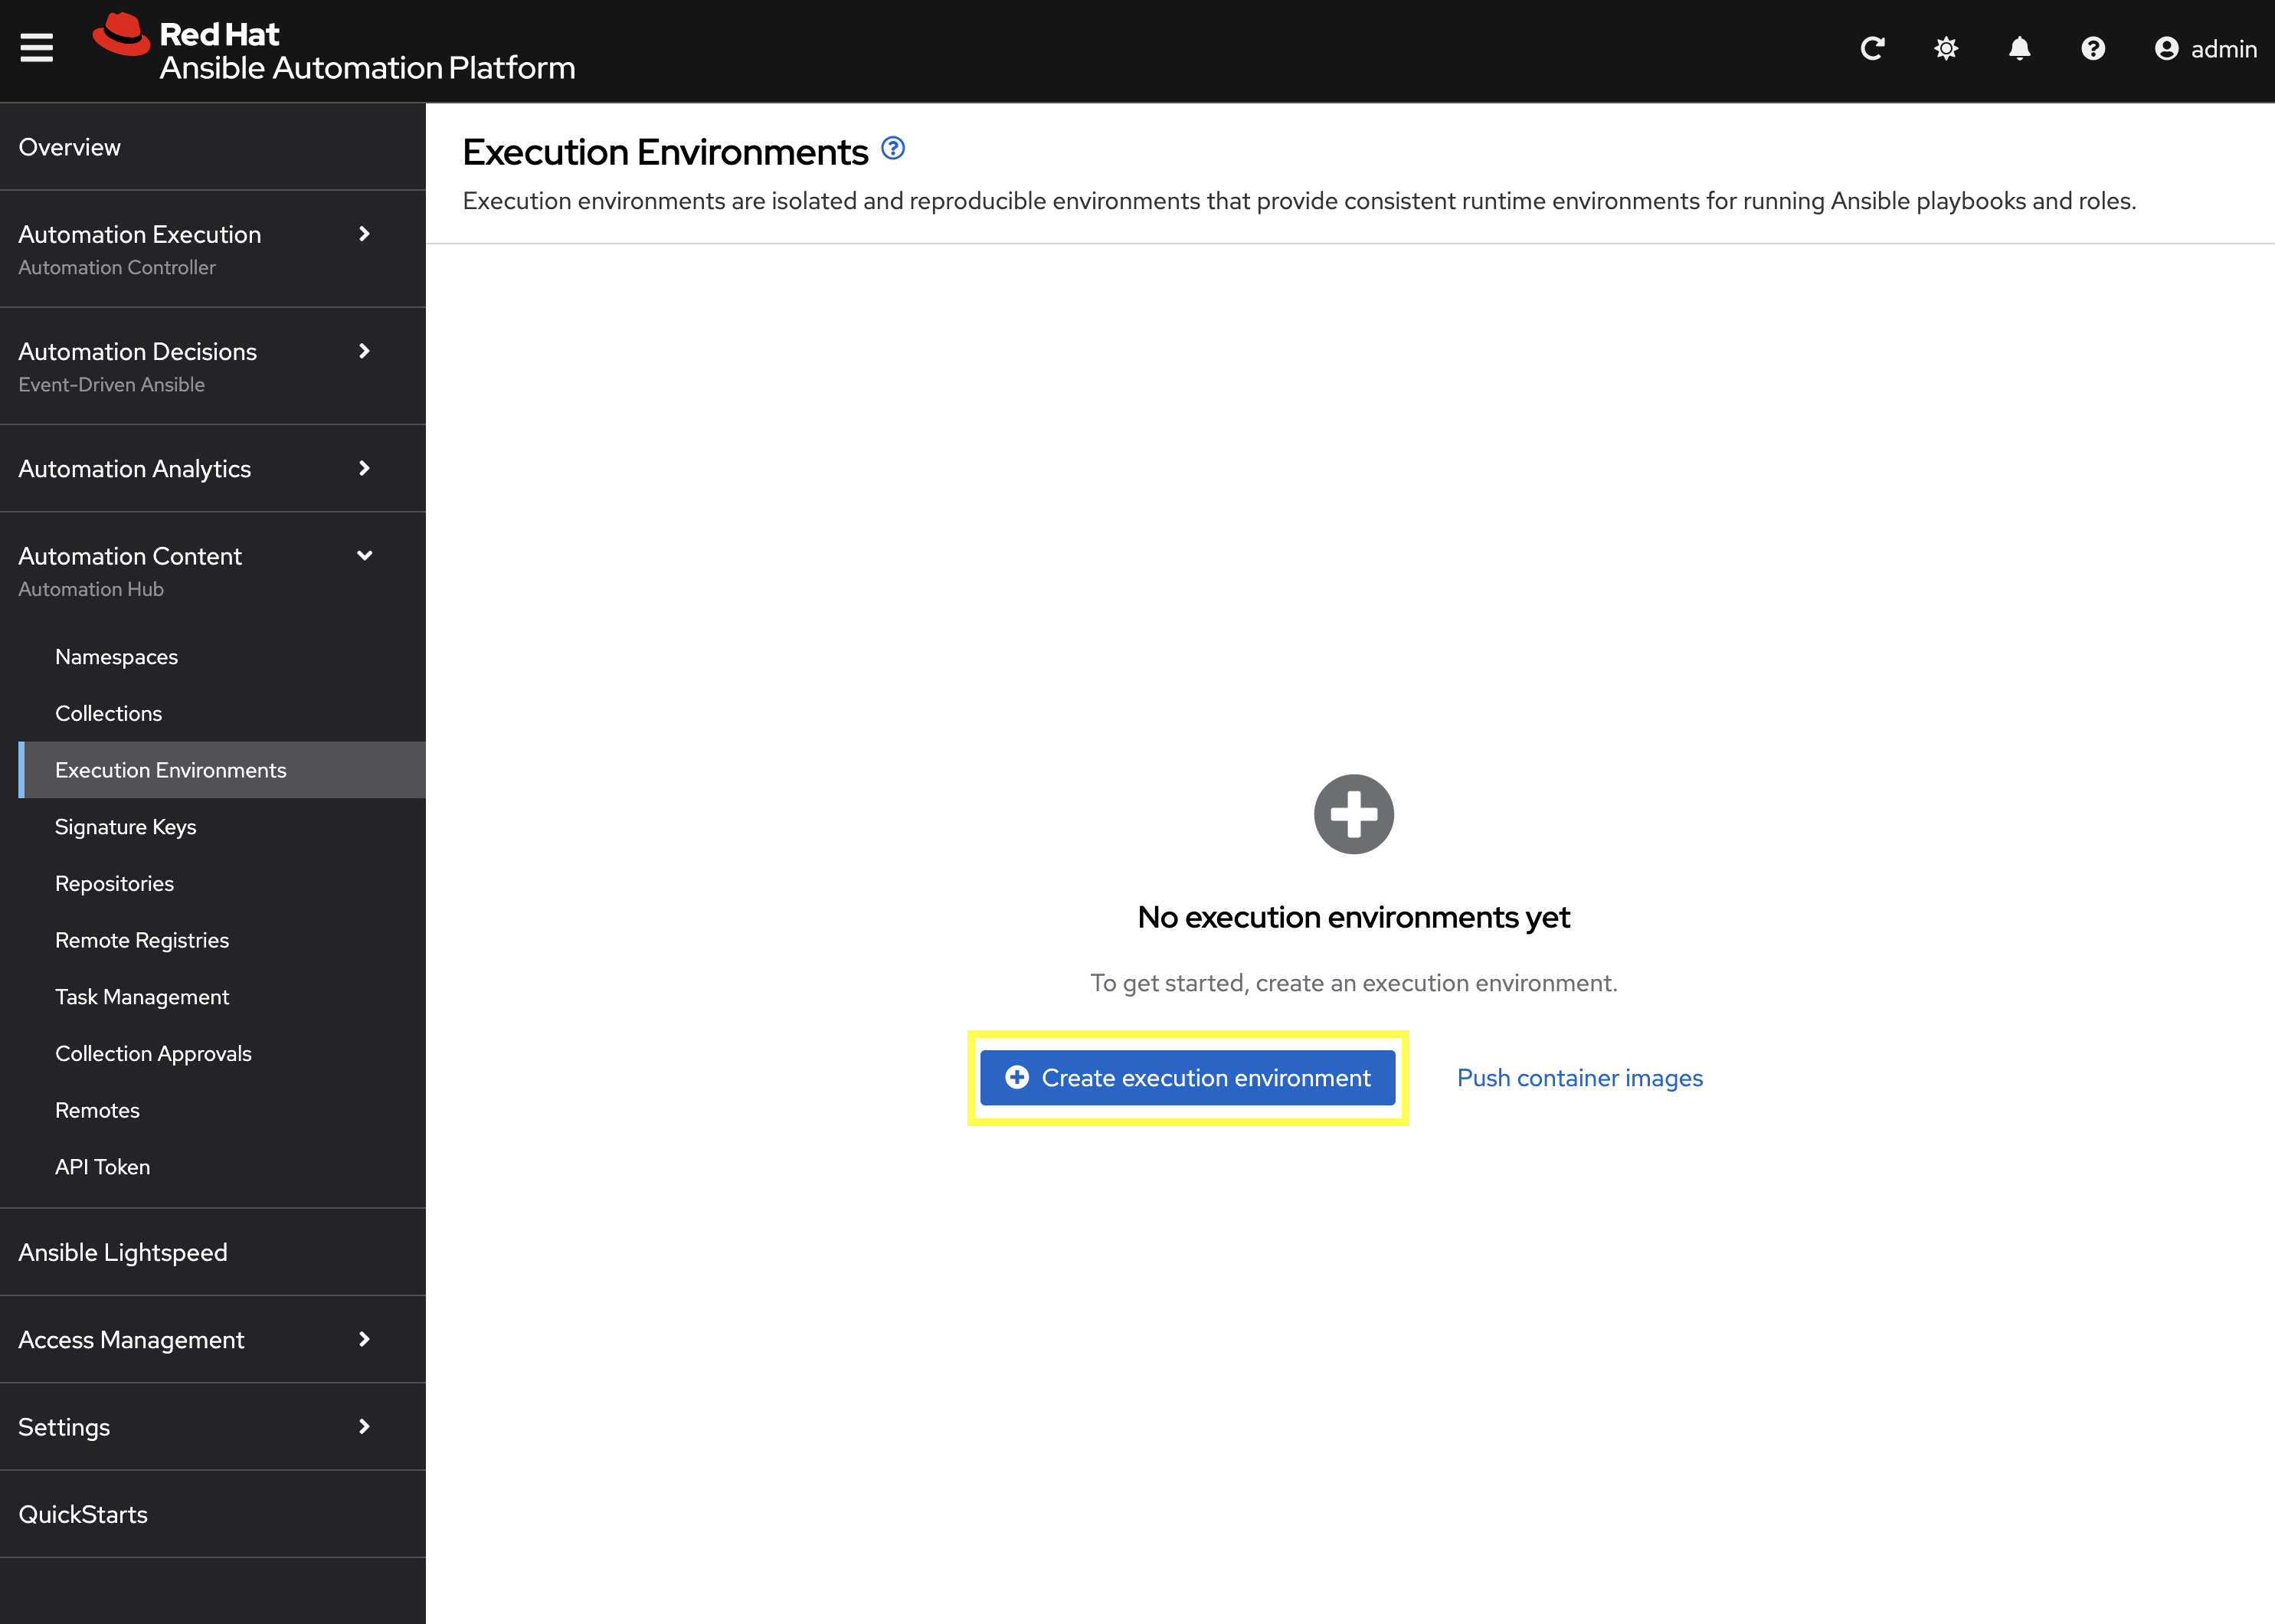 Red Hat
Ansible Automation Platform
admin
Overview
Automation Execution
Automation Controller
Automation Decisions
Event-Driven Ansible
Automation Analytics
Automation Content
Automation Hub
Namespaces
Collections
Execution Environments
Signature Keys
Repositories
Remote Registries
Task Management
Collection Approvals
Remotes
API Token
Ansible Lightspeed
Access Management
Settings
QuickStarts
Execution Environments
Execution environments are isolated and reproducible environments that provide consistent runtime environments for running Ansible playbooks and roles.
No execution environments yet
To get started, create an execution environment.
Create execution environment
Push container images